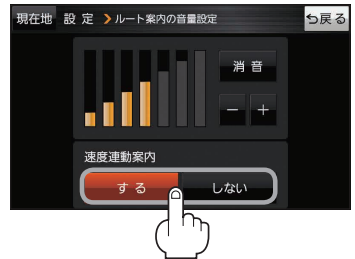 現在地 設定 ルート案内の音量設定 戻る
消音
− ＋
速度連動案内
する しない